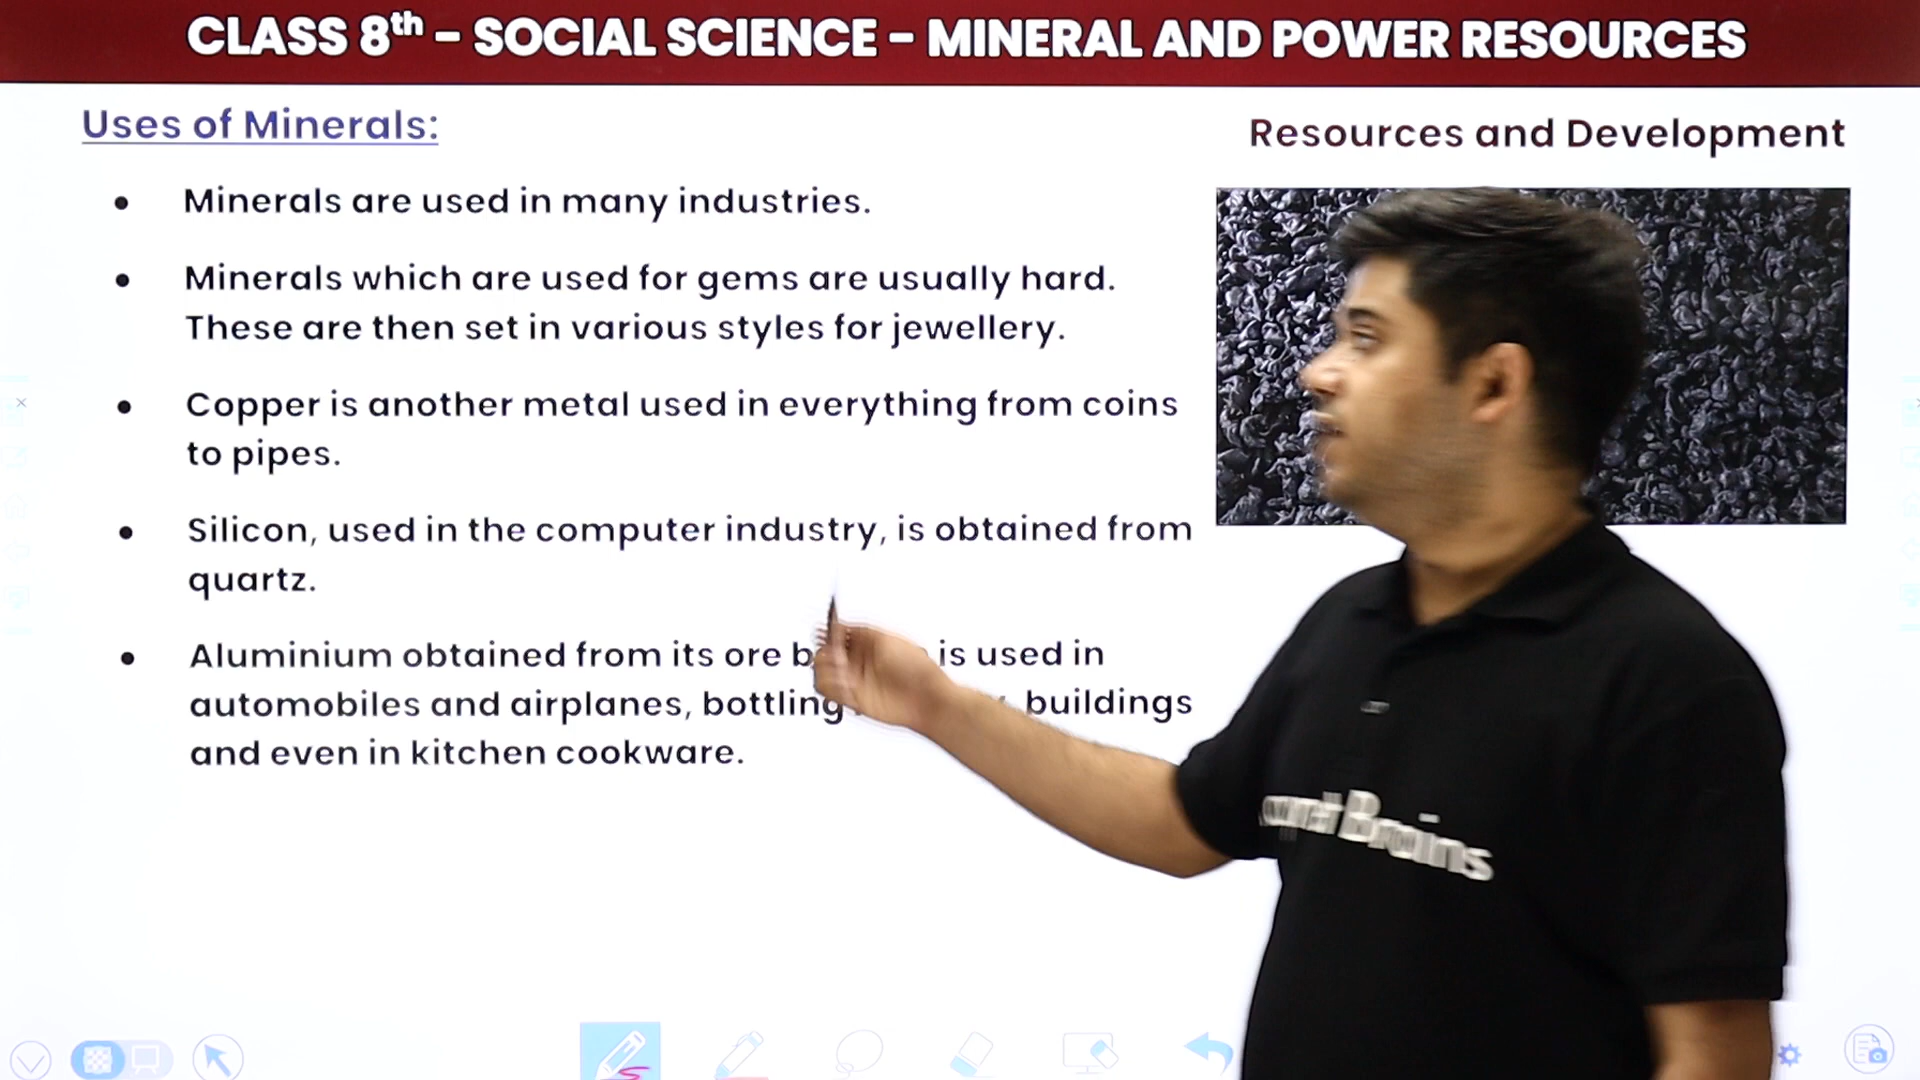 CLASS 8th - SOCIAL SCIENCE - MINERAL AND POWER RESOURCES
Uses of Minerals:
Resources and Development
• Minerals are used in many industries.
• Minerals which are used for gems are usually hard.
These are then set in various styles for jewellery.
• Copper is another metal used in everything from coins
to pipes.
• Silicon, used in the computer industry, is obtained from
quartz.
• Aluminium obtained from its ore is used in
automobiles and airplanes, bottling buildings
and even in kitchen cookware.
Brains